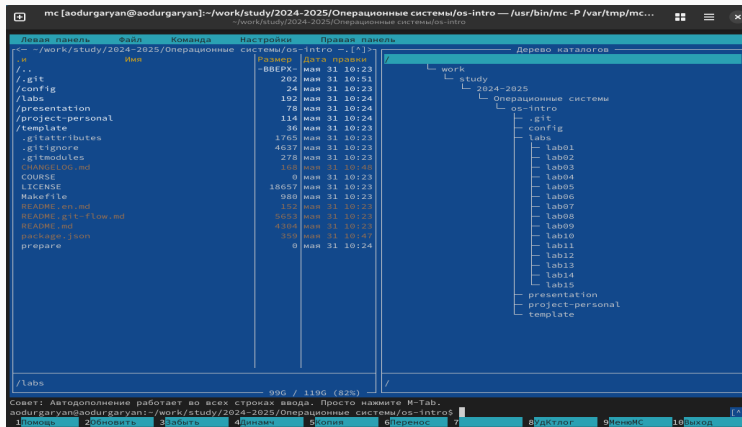 mc [aodurgaryan@aodurgaryan]:~/work/study/2024-2025/Операционные системы/os-intro — /usr/bin/mc -P /var/tmp/mc...
~/work/study/2024-2025/Операционные системы/os-intro
Левая панель Файл Команда Настройки Правая панель
<— ~/work/study/2024-2025/Операционные системы/os-intro —.[^]>
.и Имя Размер Дата правки
/.. -ВВЕРХ- мая 31 10:23
/.git 202 мая 31 10:51
/config 24 мая 31 10:23
/labs 192 мая 31 10:24
/presentation 78 мая 31 10:24
/project-personal 114 мая 31 10:24
/template 36 мая 31 10:23
.gitattributes 1765 мая 31 10:23
.gitignore 4637 мая 31 10:23
.gitmodules 278 мая 31 10:23
CHANGELOG.md 168 мая 31 10:48
COURSE 0 мая 31 10:23
LICENSE 18657 мая 31 10:23
Makefile 980 мая 31 10:23
README.en.md 152 мая 31 10:23
README.git-flow.md 5653 мая 31 10:23
README.md 4304 мая 31 10:23
package.json 359 мая 31 10:47
prepare 0 мая 31 10:24
/labs
99G / 119G (82%)
Дерево каталогов
/
work
study
2024-2025
Операционные системы
os-intro
.git
config
labs
lab01
lab02
lab03
lab04
lab05
lab06
lab07
lab08
lab09
lab10
lab11
lab12
lab13
lab14
lab15
presentation
project-personal
template
/
Совет: Автодополнение работает во всех строках ввода. Просто нажмите M-Tab.
aodurgaryan@aodurgaryan:~/work/study/2024-2025/Операционные системы/os-intro$ [^]
1Помощь 2Обновить 3Забыть 4Динамич 5Копия 6Перенос 7 8УдКтлог 9МенюMC 10Выход